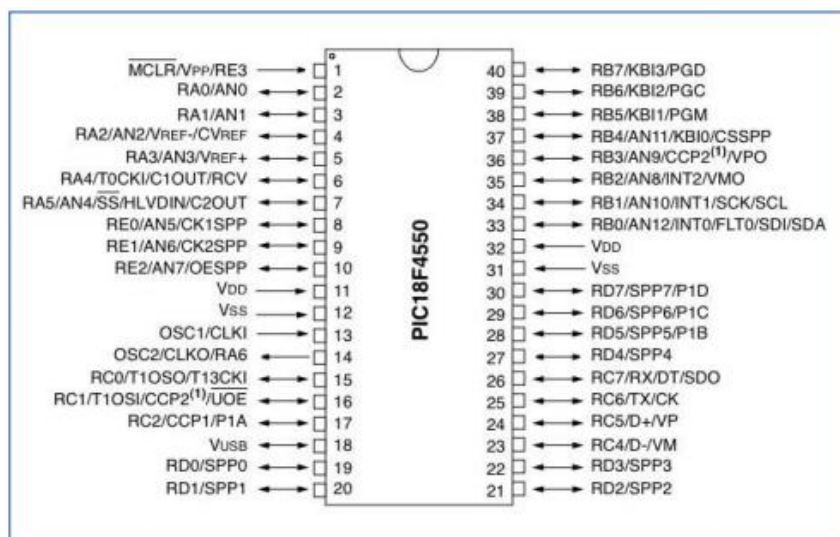 MCLR/VPP/RE3 1
RA0/AN0 2
RA1/AN1 3
RA2/AN2/VREF-/CVREF 4
RA3/AN3/VREF+ 5
RA4/T0CKI/C1OUT/RCV 6
RA5/AN4/SS/HLVDIN/C2OUT 7
RE0/AN5/CK1SPP 8
RE1/AN6/CK2SPP 9
RE2/AN7/OESPP 10
VDD 11
VSS 12
OSC1/CLKI 13
OSC2/CLKO/RA6 14
RC0/T1OSO/T13CKI 15
RC1/T1OSI/CCP2(1)/UOE 16
RC2/CCP1/P1A 17
VUSB 18
RD0/SPP0 19
RD1/SPP1 20
PIC18F4550
40 RB7/KBI3/PGD
39 RB6/KBI2/PGC
38 RB5/KBI1/PGM
37 RB4/AN11/KBI0/CSSPP
36 RB3/AN9/CCP2(1)/VPO
35 RB2/AN8/INT2/VMO
34 RB1/AN10/INT1/SCK/SCL
33 RB0/AN12/INT0/FLT0/SDI/SDA
32 VDD
31 VSS
30 RD7/SPP7/P1D
29 RD6/SPP6/P1C
28 RD5/SPP5/P1B
27 RD4/SPP4
26 RC7/RX/DT/SDO
25 RC6/TX/CK
24 RC5/D+/VP
23 RC4/D-/VM
22 RD3/SPP3
21 RD2/SPP2